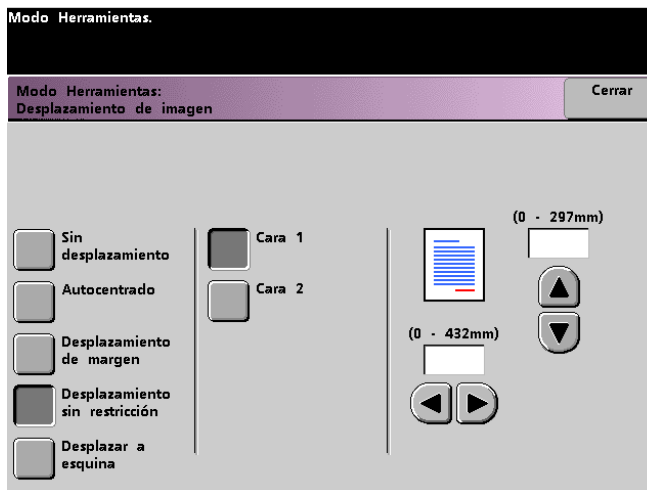 Modo Herramientas.
Modo Herramientas:
Desplazamiento de imagen
Cerrar
Sin
desplazamiento
Autocentrado
Desplazamiento
de margen
Desplazamiento
sin restricción
Desplazar a
esquina
Cara 1
Cara 2
(0 - 297mm)
(0 - 432mm)